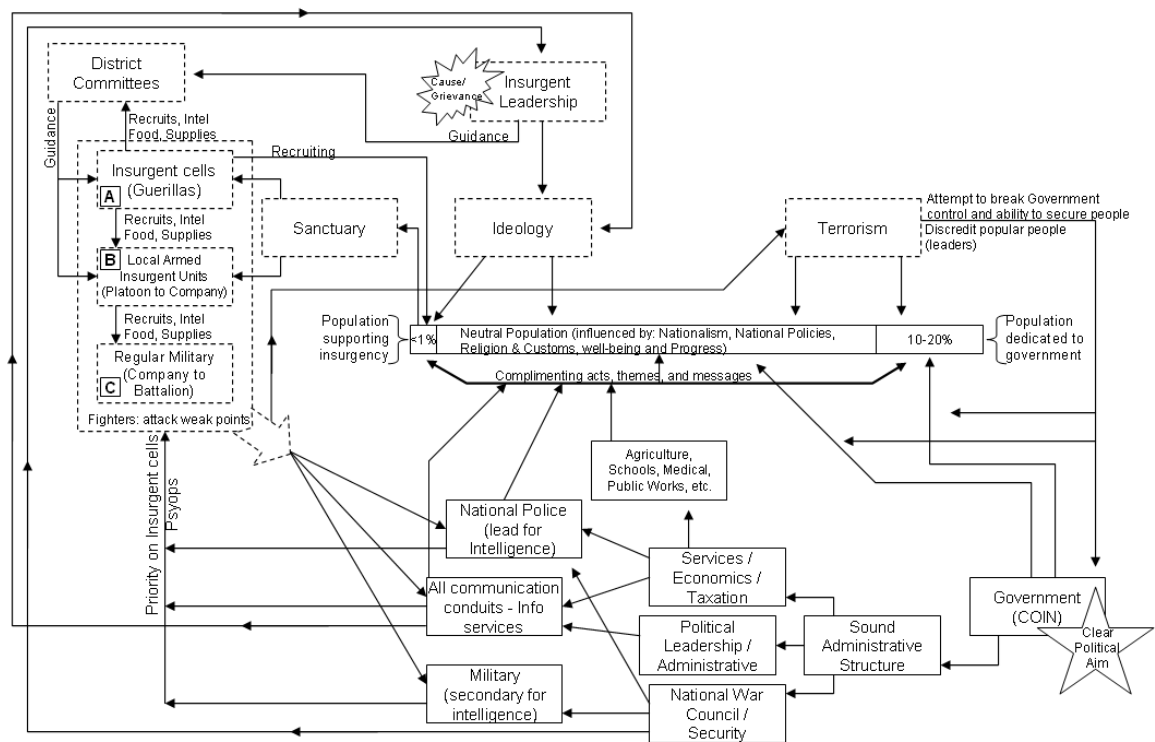 District
Committees
Cause/
Grievance
Insurgent
Leadership
Guidance
Guidance
Recruits, Intel
Food, Supplies
Recruiting
Insurgent cells
(Guerillas)
A
Recruits, Intel
Food, Supplies
B
Local Armed
Insurgent Units
(Platoon to Company)
Recruits, Intel
Food, Supplies
Regular Military
(Company to
Battalion)
C
Fighters: attack weak points
Sanctuary
Ideology
Terrorism
Attempt to break Government
control and ability to secure people
Discredit popular people
(leaders)
Population
supporting
insurgency
<1%
Neutral Population (influenced by: Nationalism, National Policies,
Religion & Customs, well-being and Progress)
10-20%
Population
dedicated to
government
Complimenting acts, themes, and messages
Priority on Insurgent cells
Psyops
Agriculture,
Schools, Medical,
Public Works, etc.
National Police
(lead for
Intelligence)
Services /
Economics /
Taxation
All communication
conduits - Info
services
Political
Leadership /
Administrative
Sound
Administrative
Structure
Government
(COIN)
Clear
Political
Aim
Military
(secondary for
intelligence)
National War
Council /
Security